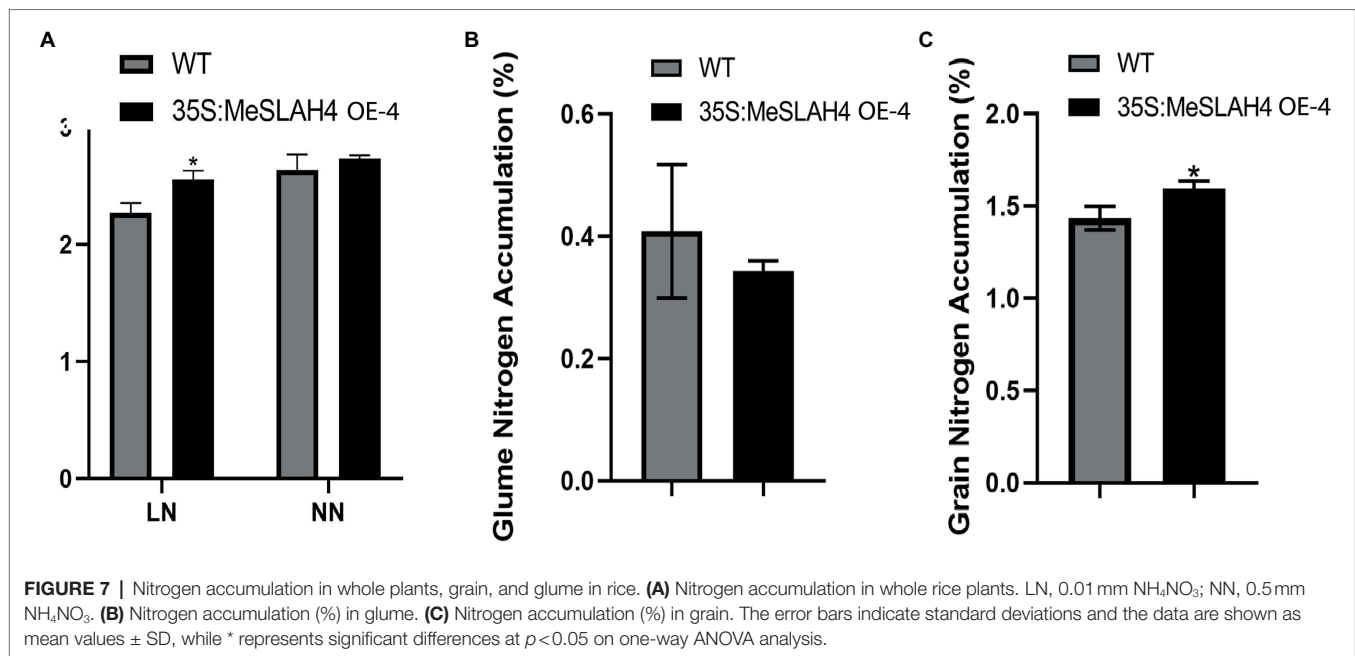 A
WT
35S:MeSLAH4 OE-4
3
2
1
0
*
LN
NN
B
Glume Nitrogen Accumulation (%)
WT
35S:MeSLAH4 OE-4
0.6
0.4
0.2
0.0
C
Grain Nitrogen Accumulation (%)
WT
35S:MeSLAH4 OE-4
2.0
1.5
1.0
0.5
0.0
*
FIGURE 7 | Nitrogen accumulation in whole plants, grain, and glume in rice. (A) Nitrogen accumulation in whole rice plants. LN, 0.01 mm NH₄NO₃; NN, 0.5 mm
NH₄NO₃. (B) Nitrogen accumulation (%) in glume. (C) Nitrogen accumulation (%) in grain. The error bars indicate standard deviations and the data are shown as
mean values ± SD, while * represents significant differences at p < 0.05 on one-way ANOVA analysis.